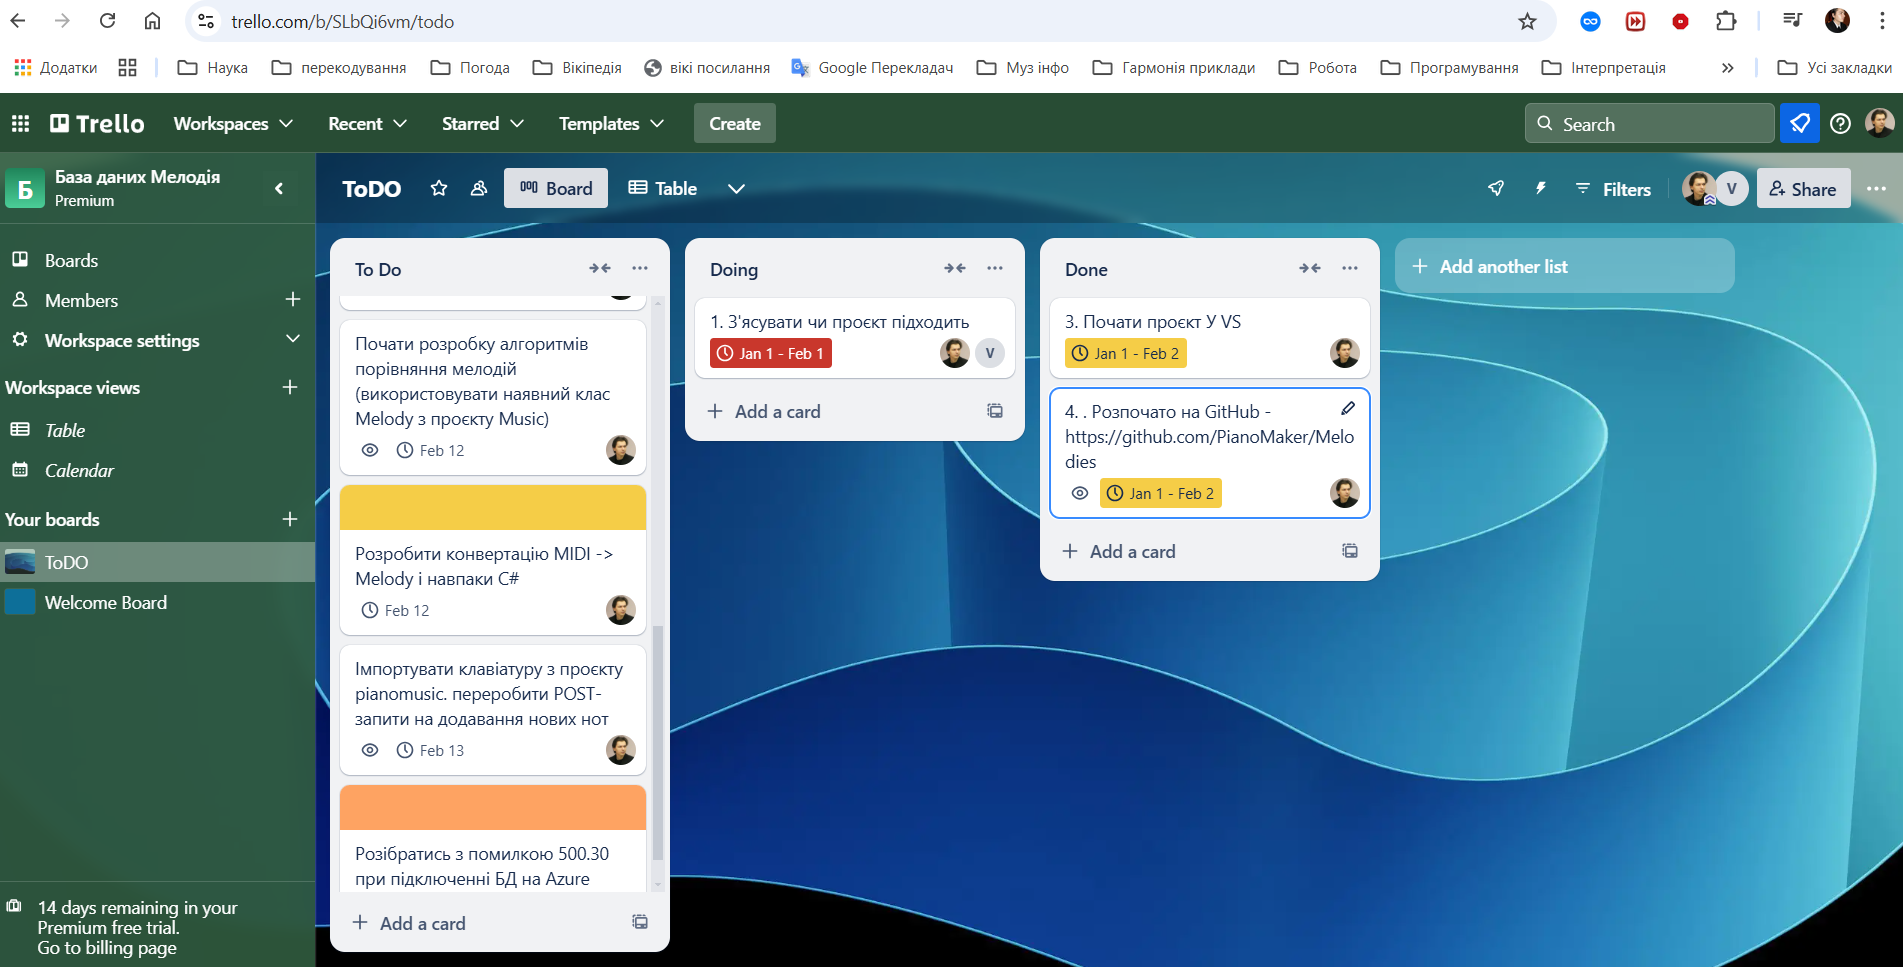 trello.com/b/SLbQi6vm/todo
Додатки
Наука
перекодування
Погода
Вікіпедія
вікі посилання
Google Перекладач
Муз інфо
Гармонія приклади
Робота
Програмування
Інтерпретація
Усі закладки
Trello
Workspaces
Recent
Starred
Templates
Create
Search
Б
База даних Мелодія
Premium
ToDO
Board
Table
Filters
V
Share
Boards
Members
Workspace settings
Workspace views
Table
Calendar
Your boards
ToDO
Welcome Board
14 days remaining in your
Premium free trial.
Go to billing page
To Do
Почати розробку алгоритмів
порівняння мелодій
(використовувати наявний клас
Melody з проєкту Music)
Feb 12
Розробити конвертацію MIDI ->
Melody і навпаки C#
Feb 12
Імпортувати клавіатуру з проєкту
pianomusic. переробити POST-
запити на додавання нових нот
Feb 13
Розібратись з помилкою 500.30
при підключенні БД на Azure
+ Add a card
Doing
1. З'ясувати чи проєкт підходить
Jan 1 - Feb 1
V
+ Add a card
Done
3. Почати проєкт У VS
Jan 1 - Feb 2
4. . Розпочато на GitHub -
https://github.com/PianoMaker/Melo
dies
Jan 1 - Feb 2
+ Add a card
+ Add another list